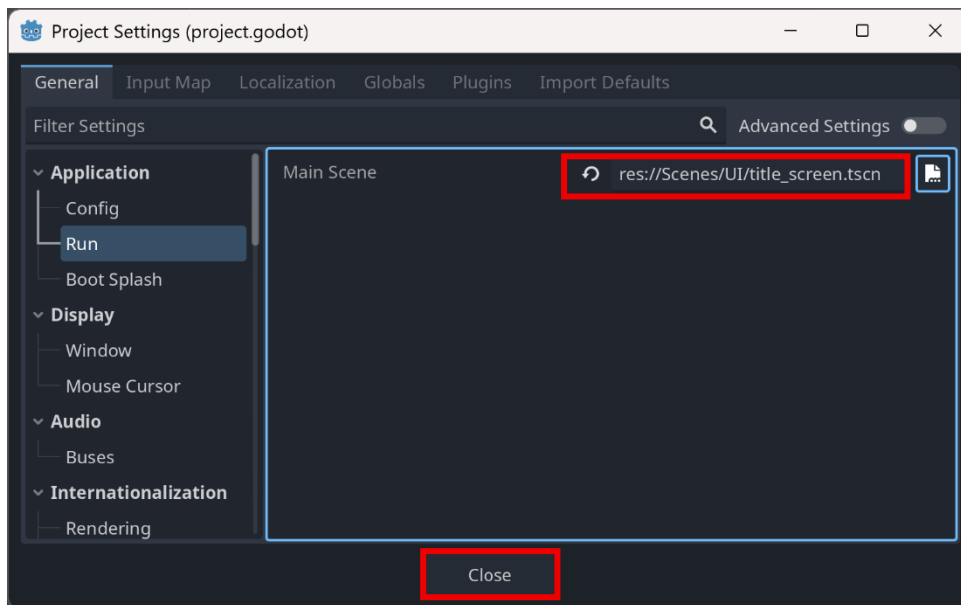 Project Settings (project.godot)
General Input Map Localization Globals Plugins Import Defaults
Filter Settings Advanced Settings
Application
Config
Run
Boot Splash
Display
Window
Mouse Cursor
Audio
Buses
Internationalization
Rendering
Main Scene res://Scenes/UI/title_screen.tscn
Close